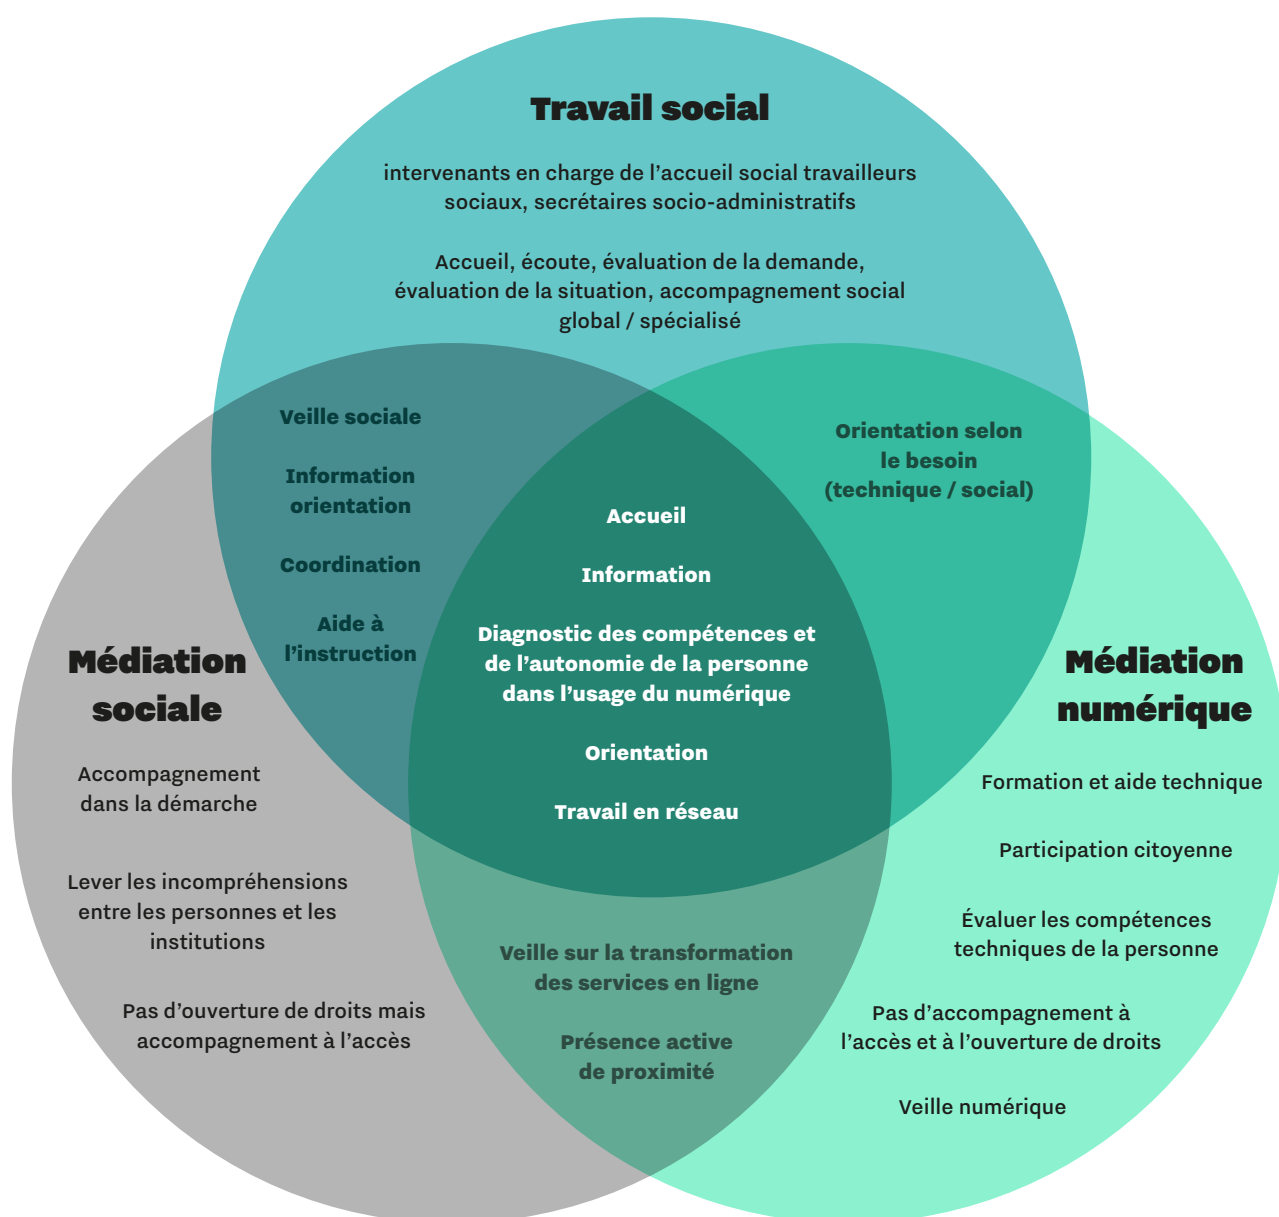 Travail social
intervenants en charge de l'accueil social travailleurs
sociaux, secrétaires socio-administratifs
Accueil, écoute, évaluation de la demande,
évaluation de la situation, accompagnement social
global / spécialisé
Veille sociale
Information
orientation
Coordination
Aide à
l'instruction
Orientation selon
le besoin
(technique / social)
Accueil
Information
Diagnostic des compétences et
de l'autonomie de la personne
dans l'usage du numérique
Orientation
Travail en réseau
Médiation
sociale
Accompagnement
dans la démarche
Lever les incompréhensions
entre les personnes et les
institutions
Pas d'ouverture de droits mais
accompagnement à l'accès
Veille sur la transformation
des services en ligne
Présence active
de proximité
Médiation
numérique
Formation et aide technique
Participation citoyenne
Évaluer les compétences
techniques de la personne
Pas d'accompagnement à
l'accès et à l'ouverture de droits
Veille numérique